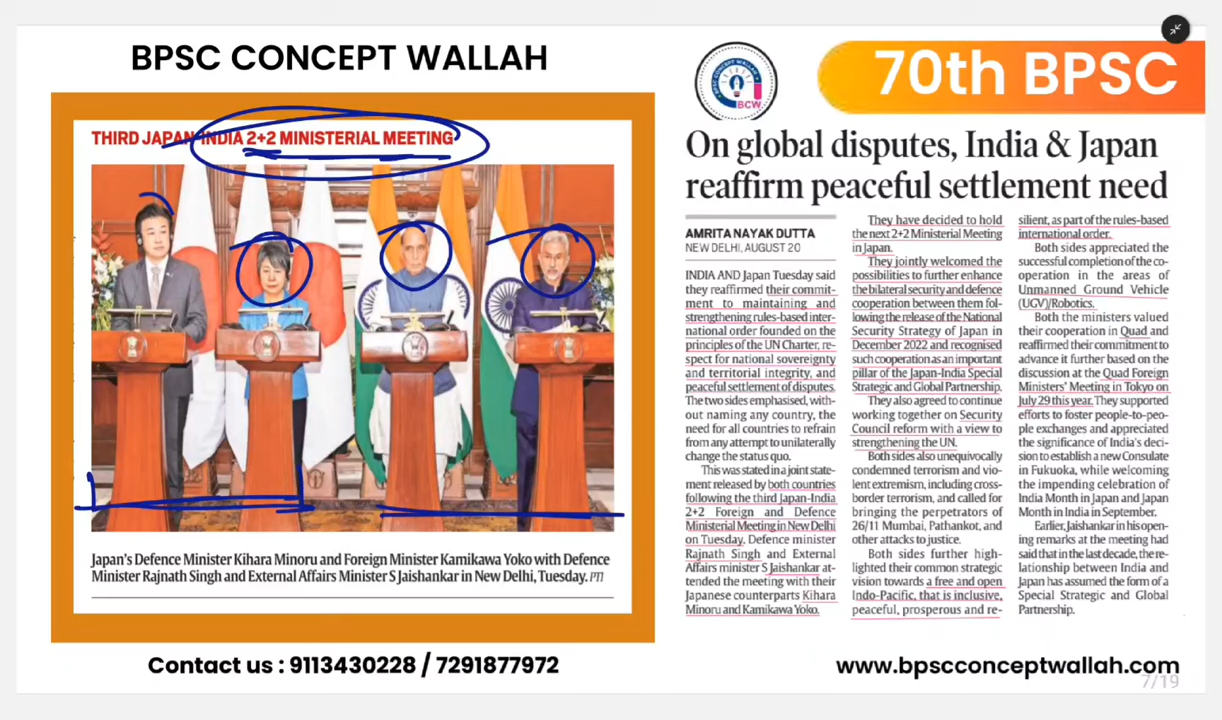 BPSC CONCEPT WALLAH
THIRD JAPAN-INDIA 2+2 MINISTERIAL MEETING
Japan's Defence Minister Kihara Minoru and Foreign Minister Kamikawa Yoko with Defence
Minister Rajnath Singh and External Affairs Minister S Jaishankar in New Delhi, Tuesday. PTI
Contact us : 9113430228 / 7291877972
BPSC CONCEPT WALLAH
BCW
70th BPSC
On global disputes, India & Japan
reaffirm peaceful settlement need
AMRITA NAYAK DUTTA
NEW DELHI, AUGUST 20
INDIA AND Japan Tuesday said
they reaffirmed their commit-
ment to maintaining and
strengthening rules-based inter-
national order founded on the
principles of the UN Charter, re-
spect for national sovereignty
and territorial integrity, and
peaceful settlement of disputes.
The two sides emphasised, with-
out naming any country, the
need for all countries to refrain
from any attempt to unilaterally
change the status quo.
This was stated in a joint state-
ment released by both countries
following the third Japan-India
2+2 Foreign and Defence
Ministerial Meeting in New Delhi
on Tuesday. Defence minister
Rajnath Singh and External
Affairs minister S Jaishankar at-
tended the meeting with their
Japanese counterparts Kihara
Minoru and Kamikawa Yoko.
They have decided to hold
the next 2+2 Ministerial Meeting
in Japan.
They jointly welcomed the
possibilities to further enhance
the bilateral security and defence
cooperation between them fol-
lowing the release of the National
Security Strategy of Japan in
December 2022 and recognised
such cooperation as an important
pillar of the Japan-India Special
Strategic and Global Partnership.
They also agreed to continue
working together on Security
Council reform with a view to
strengthening the UN.
Both sides also unequivocally
condemned terrorism and vio-
lent extremism, including cross-
border terrorism, and called for
bringing the perpetrators of
26/11 Mumbai, Pathankot, and
other attacks to justice.
Both sides further high-
lighted their common strategic
vision towards a free and open
Indo-Pacific, that is inclusive,
peaceful, prosperous and re-
silient, as part of the rules-based
international order.
Both sides appreciated the
successful completion of the co-
operation in the areas of
Unmanned Ground Vehicle
(UGV)/Robotics.
Both the ministers valued
their cooperation in Quad and
reaffirmed their commitment to
advance it further based on the
discussion at the Quad Foreign
Ministers' Meeting in Tokyo on
July 29 this year. They supported
efforts to foster people-to-peo-
ple exchanges and appreciated
the significance of India's deci-
sion to establish a new Consulate
in Fukuoka, while welcoming
the impending celebration of
India Month in Japan and Japan
Month in India in September.
Earlier, Jaishankar in his open-
ing remarks at the meeting had
said that in the last decade, the re-
lationship between India and
Japan has assumed the form of a
Special Strategic and Global
Partnership.
www.bpscconceptwallah.com
7/19